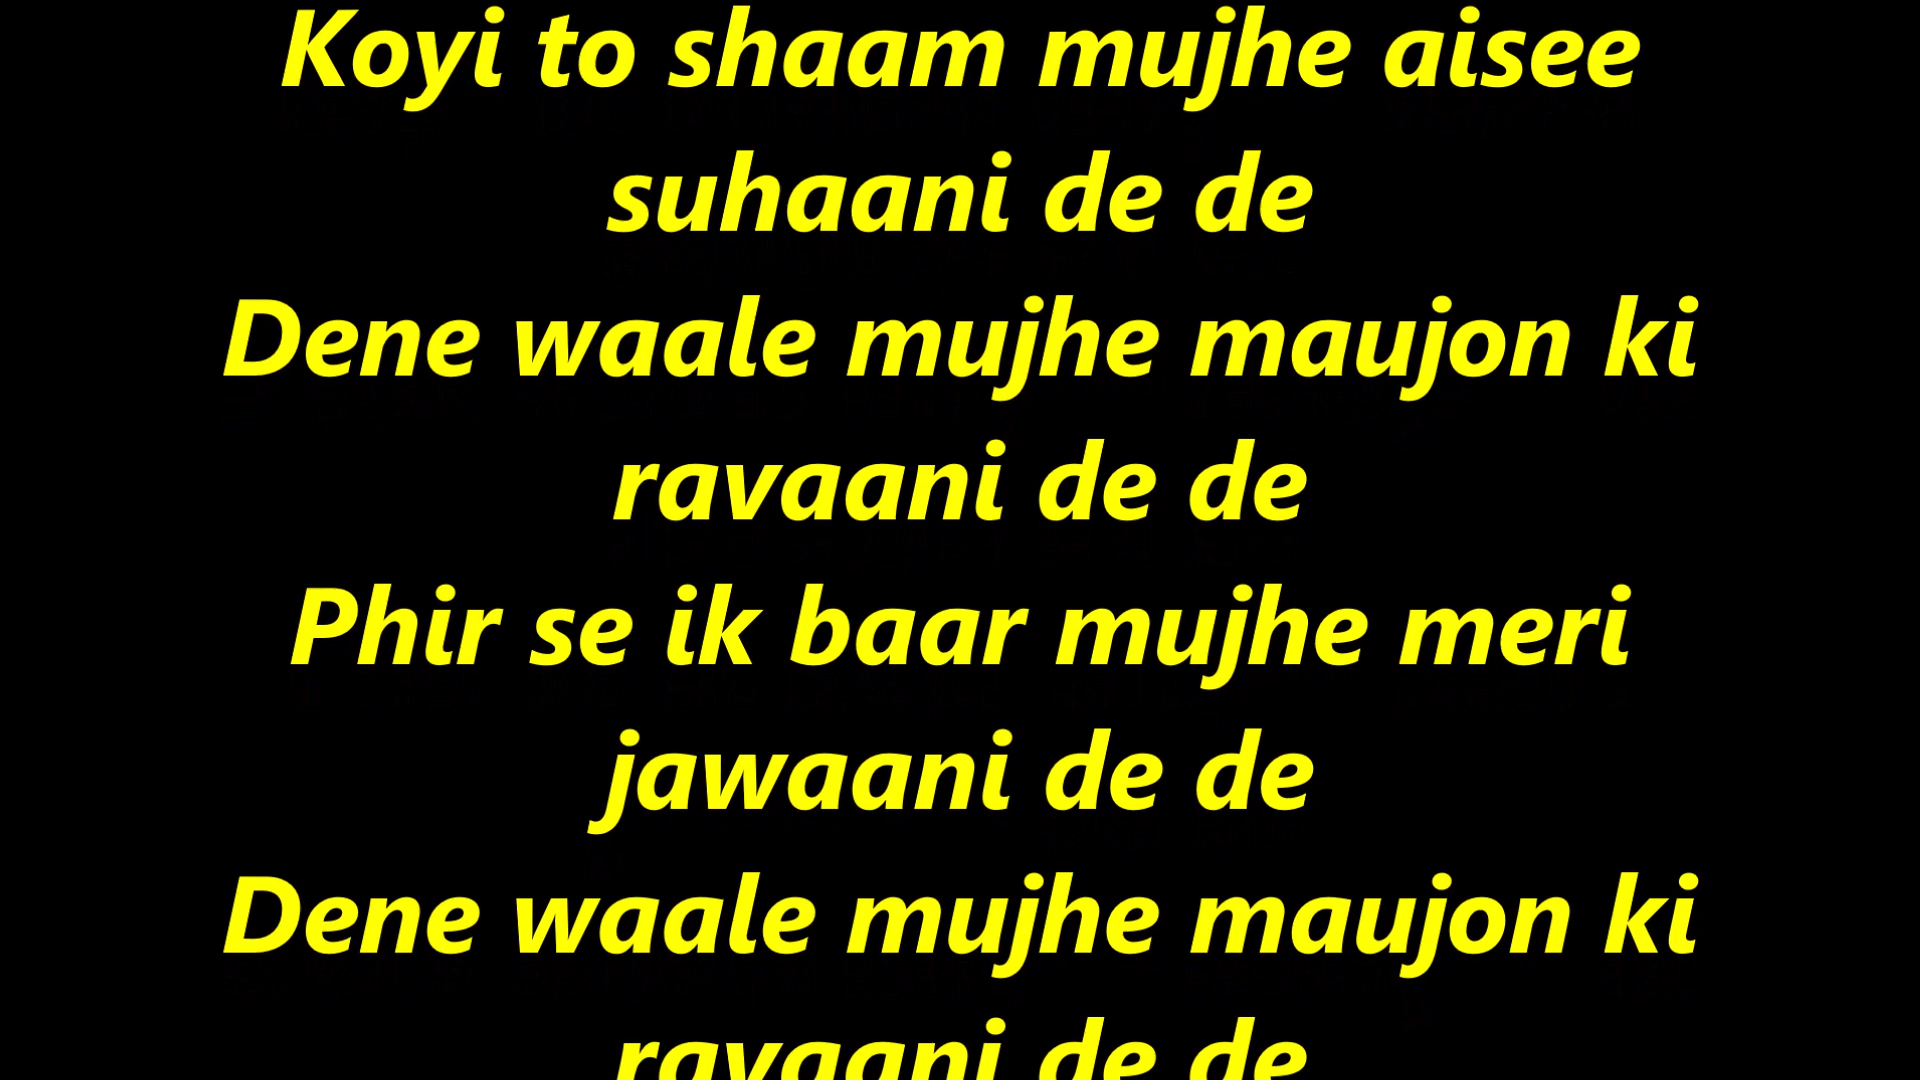 Koyi to shaam mujhe aisee
suhaani de de
Dene waale mujhe maujon ki
ravaani de de
Phir se ik baar mujhe meri
jawaani de de
Dene waale mujhe maujon ki
ravaani de de